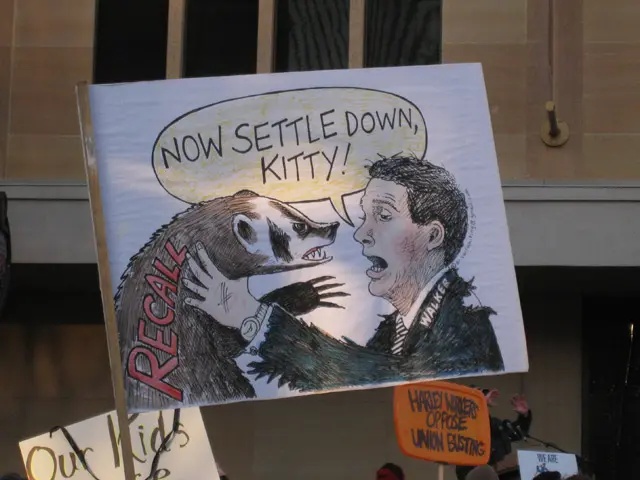 NOW SETTLE DOWN,
KITTY!
RECALL
WALKER
HARLEY WORKERS
OPPOSE
UNION BUSTING
Our Kids
WE ARE